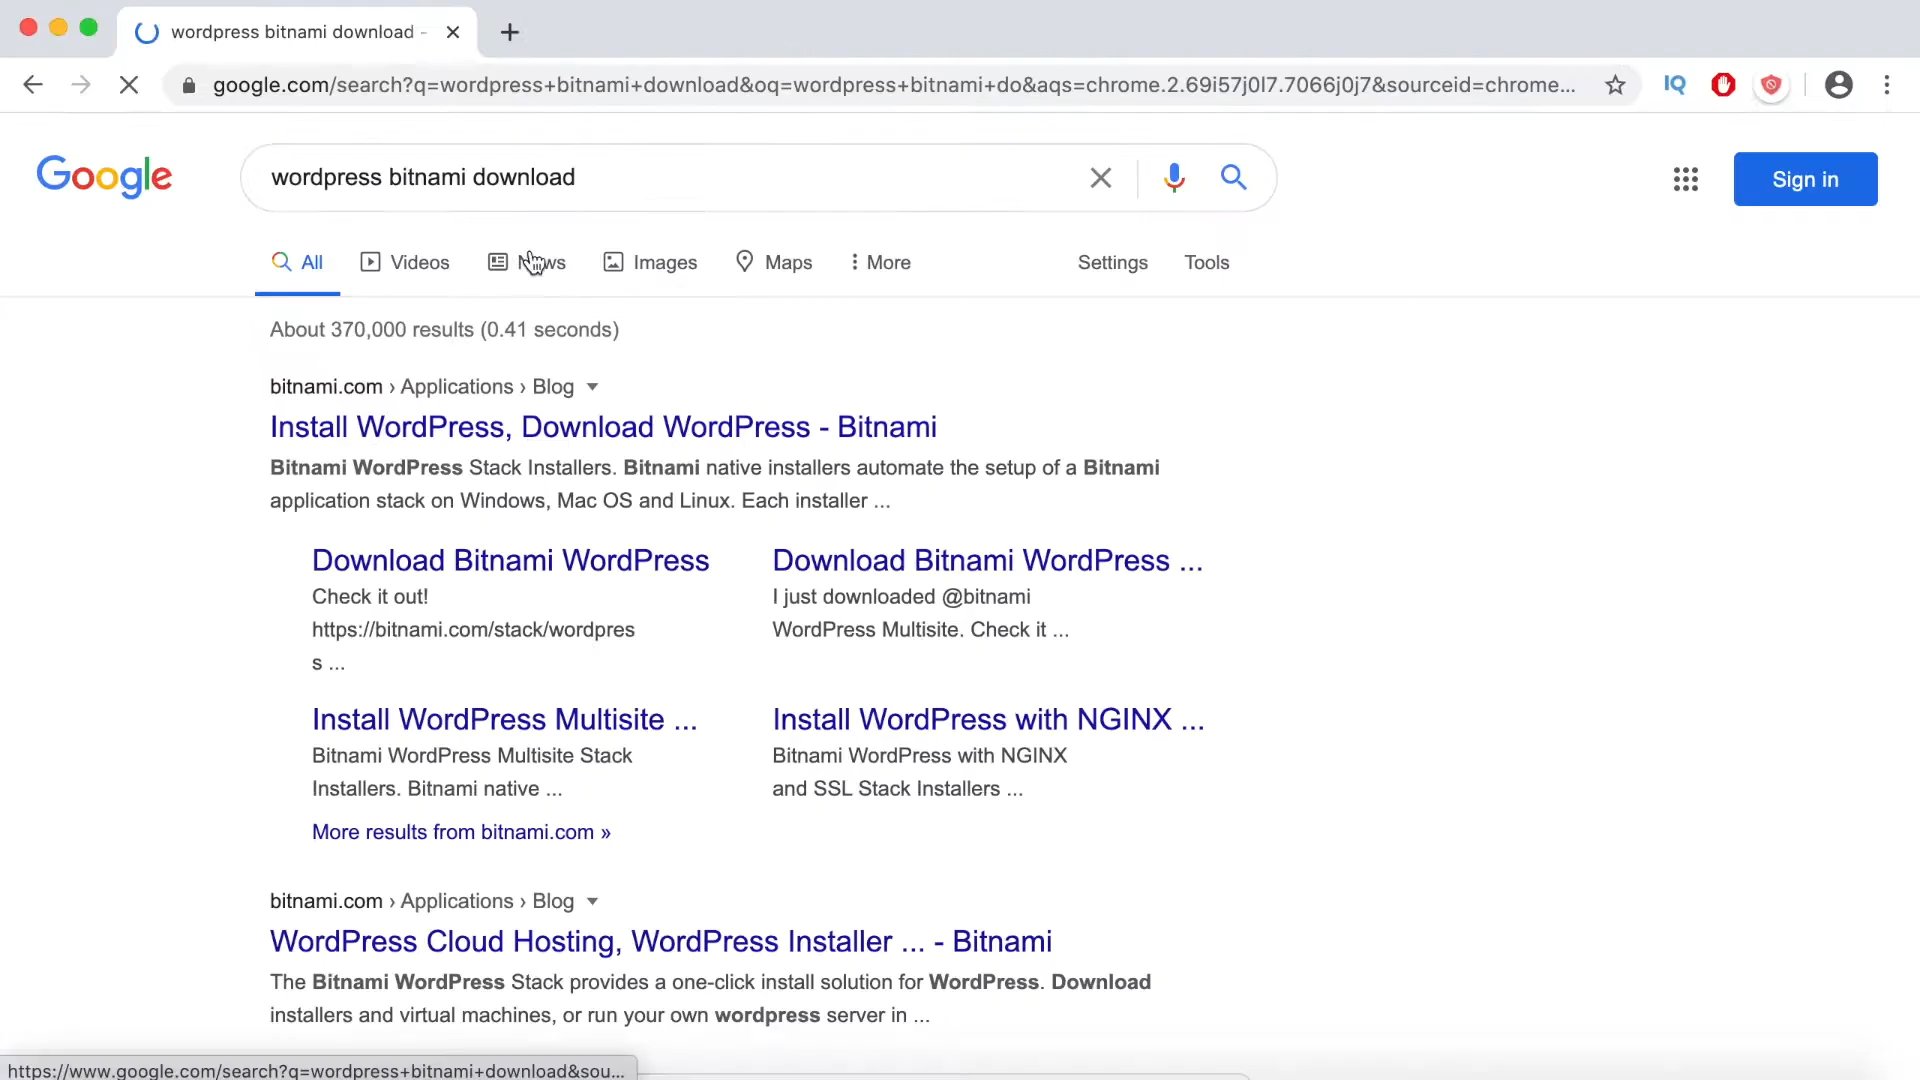 wordpress bitnami download -
google.com/search?q=wordpress+bitnami+download&oq=wordpress+bitnami+do&aqs=chrome.2.69i57j0l7.7066j0j7&sourceid=chrome...
IQ
Google
wordpress bitnami download
Sign in
All
Videos
News
Images
Maps
More
Settings
Tools
About 370,000 results (0.41 seconds)
bitnami.com › Applications › Blog
Install WordPress, Download WordPress - Bitnami
Bitnami WordPress Stack Installers. Bitnami native installers automate the setup of a Bitnami
application stack on Windows, Mac OS and Linux. Each installer ...
Download Bitnami WordPress
Check it out!
https://bitnami.com/stack/wordpres
s ...
Download Bitnami WordPress ...
I just downloaded @bitnami
WordPress Multisite. Check it ...
Install WordPress Multisite ...
Bitnami WordPress Multisite Stack
Installers. Bitnami native ...
Install WordPress with NGINX ...
Bitnami WordPress with NGINX
and SSL Stack Installers ...
More results from bitnami.com »
bitnami.com › Applications › Blog
WordPress Cloud Hosting, WordPress Installer ... - Bitnami
The Bitnami WordPress Stack provides a one-click install solution for WordPress. Download
installers and virtual machines, or run your own wordpress server in ...
https://www.google.com/search?q=wordpress+bitnami+download&sou...